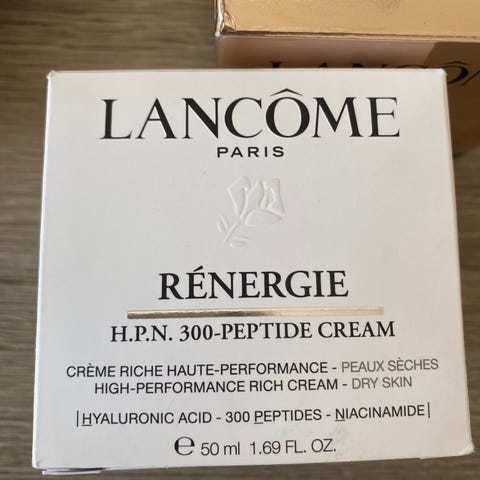 LANCÔME
PARIS
RÉNERGIE
H.P.N. 300-PEPTIDE CREAM
CRÈME RICHE HAUTE-PERFORMANCE - PEAUX SÈCHES
HIGH-PERFORMANCE RICH CREAM - DRY SKIN
|HYALURONIC ACID - 300 PEPTIDES - NIACINAMIDE|
℮ 50 ml 1.69 FL. OZ.